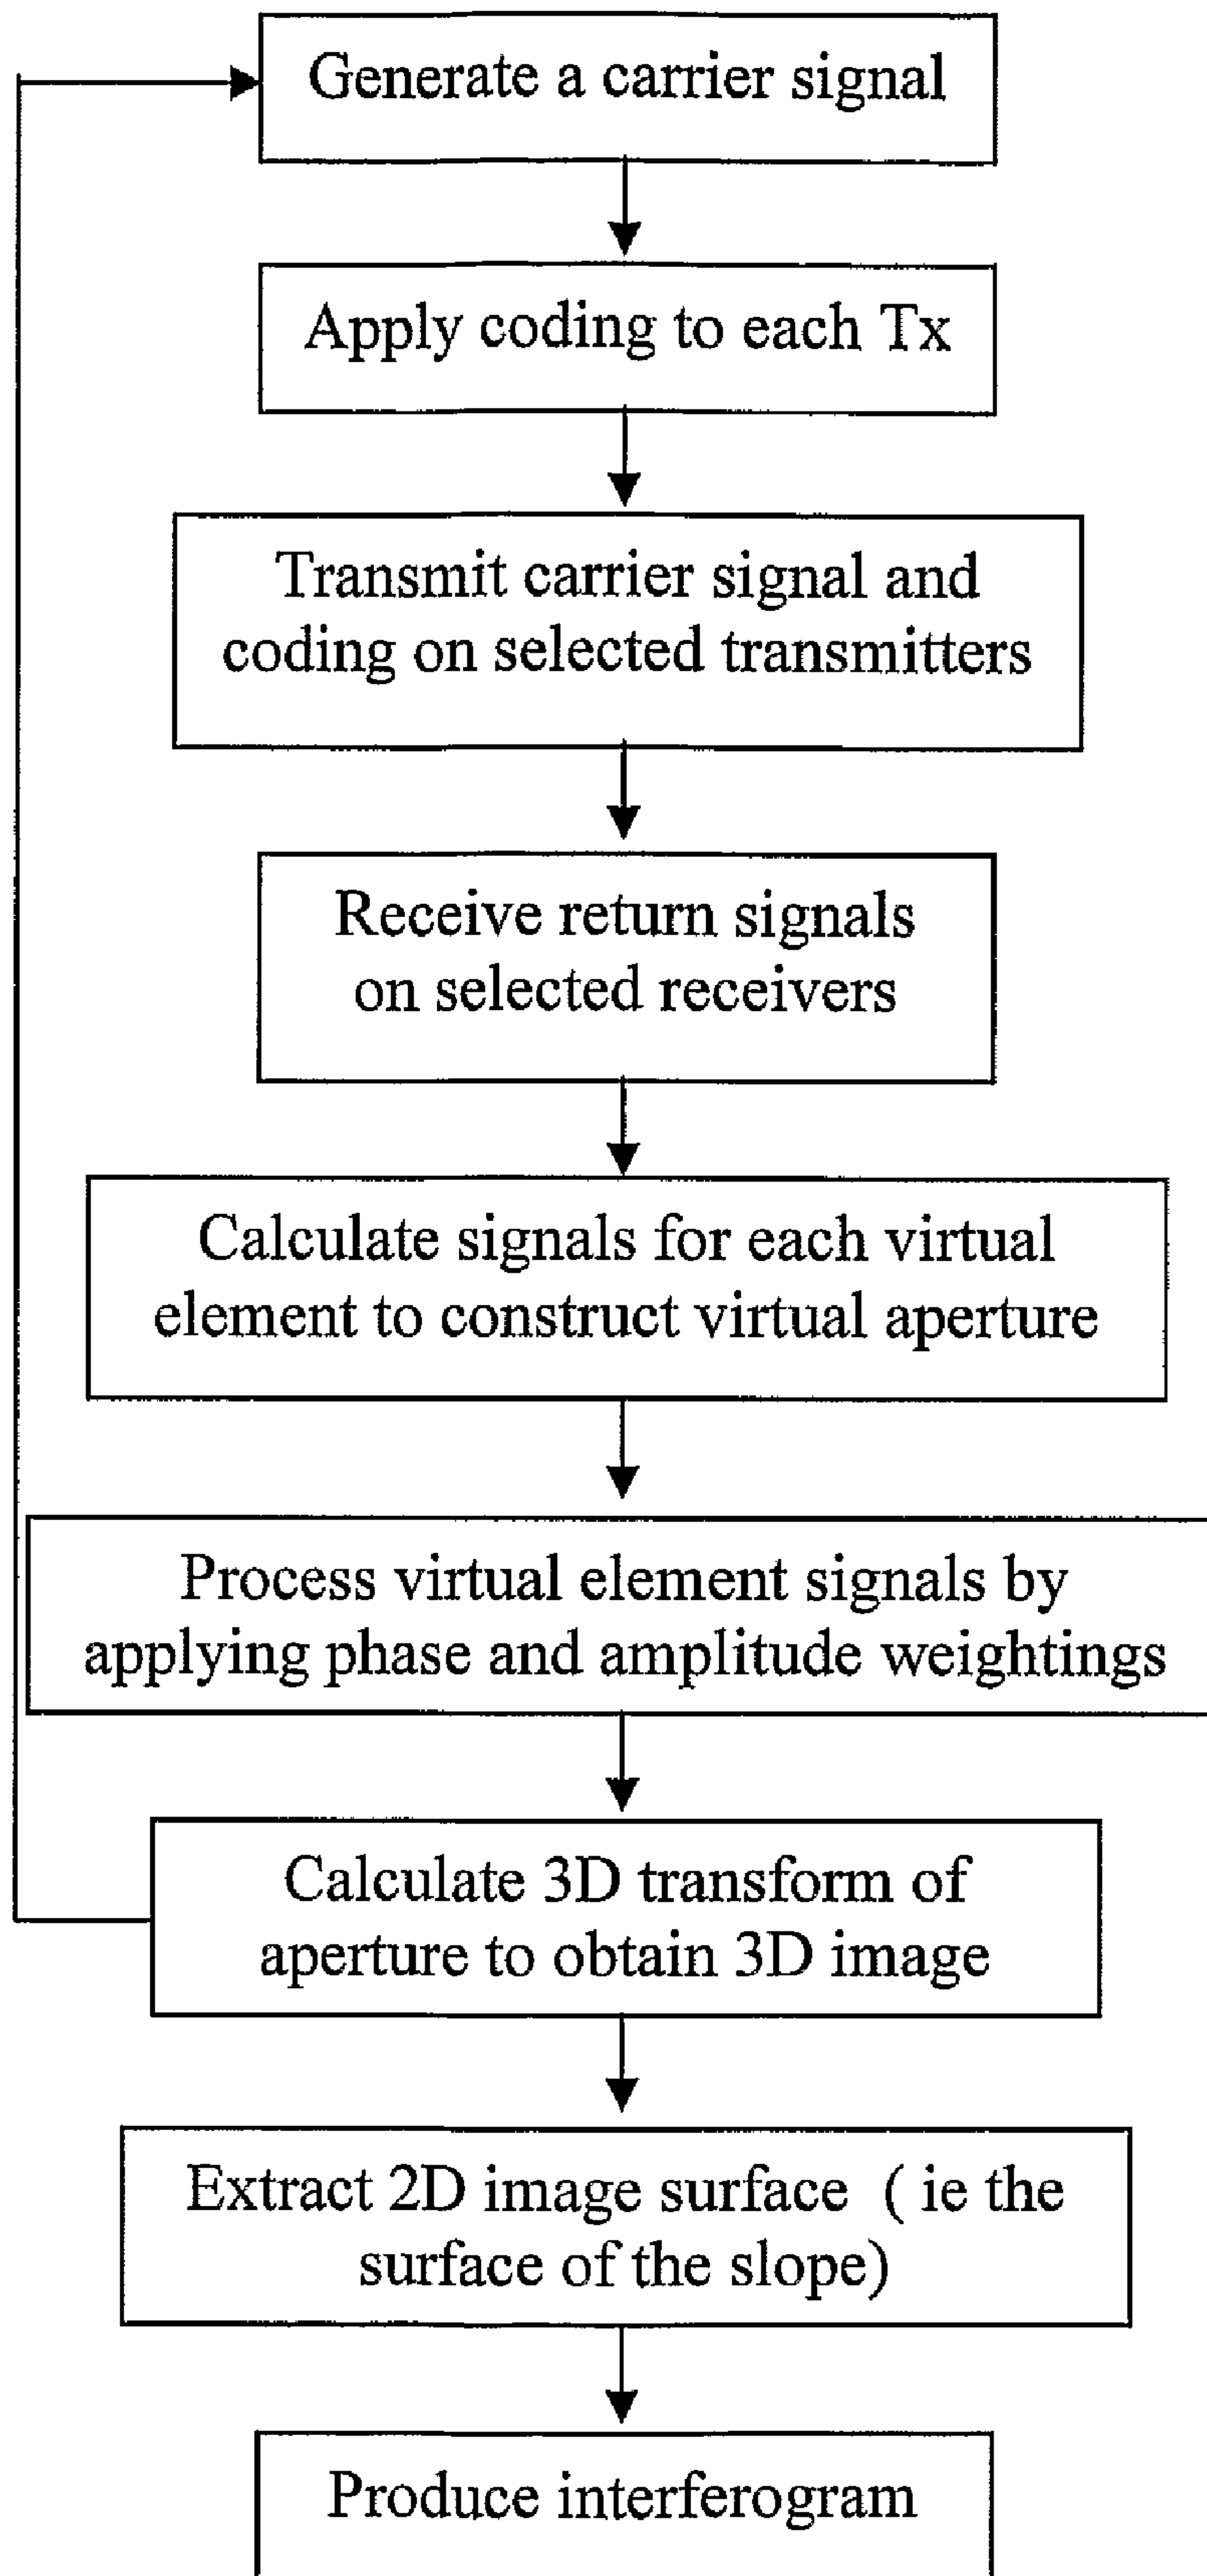 Generate a carrier signal
Apply coding to each Tx
Transmit carrier signal and
coding on selected transmitters
Receive return signals
on selected receivers
Calculate signals for each virtual
element to construct virtual aperture
Process virtual element signals by
applying phase and amplitude weightings
Calculate 3D transform of
aperture to obtain 3D image
Extract 2D image surface ( ie the
surface of the slope)
Produce interferogram